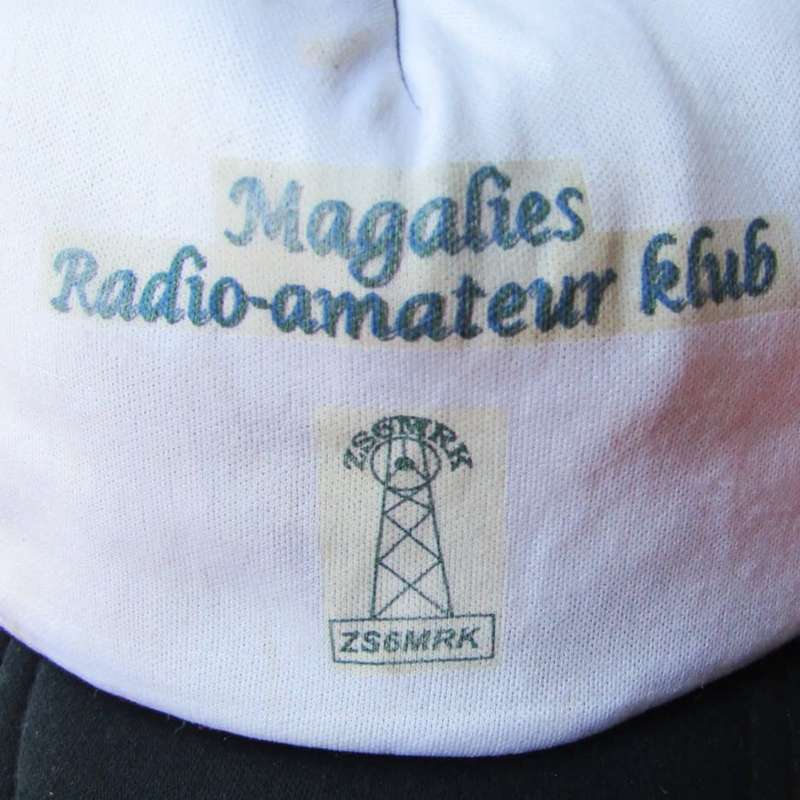 Magalies
Radio-amateur klub
ZS6MRK
ZS6MRK